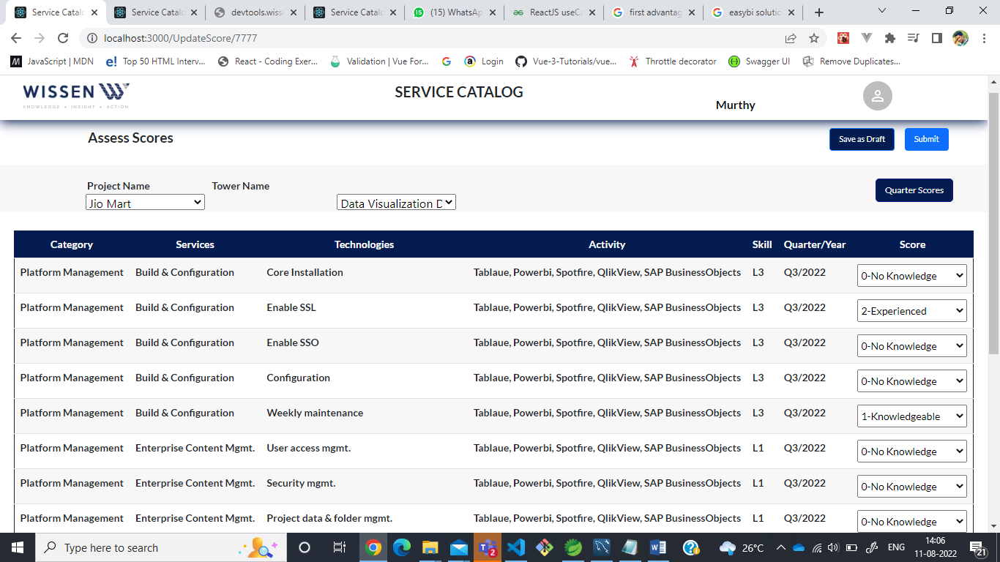 Service Catalo Service Catalo devtools.wisse Service Catalo (15) WhatsAp ReactJS useCa first advantag easybi solutio
localhost:3000/UpdateScore/7777
JavaScript | MDN Top 50 HTML Interv... React - Coding Exer... Validation | Vue For... Login Vue-3-Tutorials/vue... Throttle decorator Swagger UI Remove Duplicates...
WISSEN
KNOWLEDGE • INSIGHT • ACTION
SERVICE CATALOG
Murthy
Assess Scores Save as Draft Submit
Project Name Tower Name Quarter Scores
Jio Mart Data Visualization D
Category Services Technologies Activity Skill Quarter/Year Score
Platform Management Build & Configuration Core Installation Tablaue, Powerbi, Spotfire, QlikView, SAP BusinessObjects L3 Q3/2022 0-No Knowledge
Platform Management Build & Configuration Enable SSL Tablaue, Powerbi, Spotfire, QlikView, SAP BusinessObjects L3 Q3/2022 2-Experienced
Platform Management Build & Configuration Enable SSO Tablaue, Powerbi, Spotfire, QlikView, SAP BusinessObjects L3 Q3/2022 0-No Knowledge
Platform Management Build & Configuration Configuration Tablaue, Powerbi, Spotfire, QlikView, SAP BusinessObjects L3 Q3/2022 0-No Knowledge
Platform Management Build & Configuration Weekly maintenance Tablaue, Powerbi, Spotfire, QlikView, SAP BusinessObjects L3 Q3/2022 1-Knowledgeable
Platform Management Enterprise Content Mgmt. User access mgmt. Tablaue, Powerbi, Spotfire, QlikView, SAP BusinessObjects L1 Q3/2022 0-No Knowledge
Platform Management Enterprise Content Mgmt. Security mgmt. Tablaue, Powerbi, Spotfire, QlikView, SAP BusinessObjects L1 Q3/2022 0-No Knowledge
Platform Management Enterprise Content Mgmt. Project data & folder mgmt. Tablaue, Powerbi, Spotfire, QlikView, SAP BusinessObjects L1 Q3/2022 0-No Knowledge
Type here to search 2 26°C ENG 14:06
11-08-2022 21